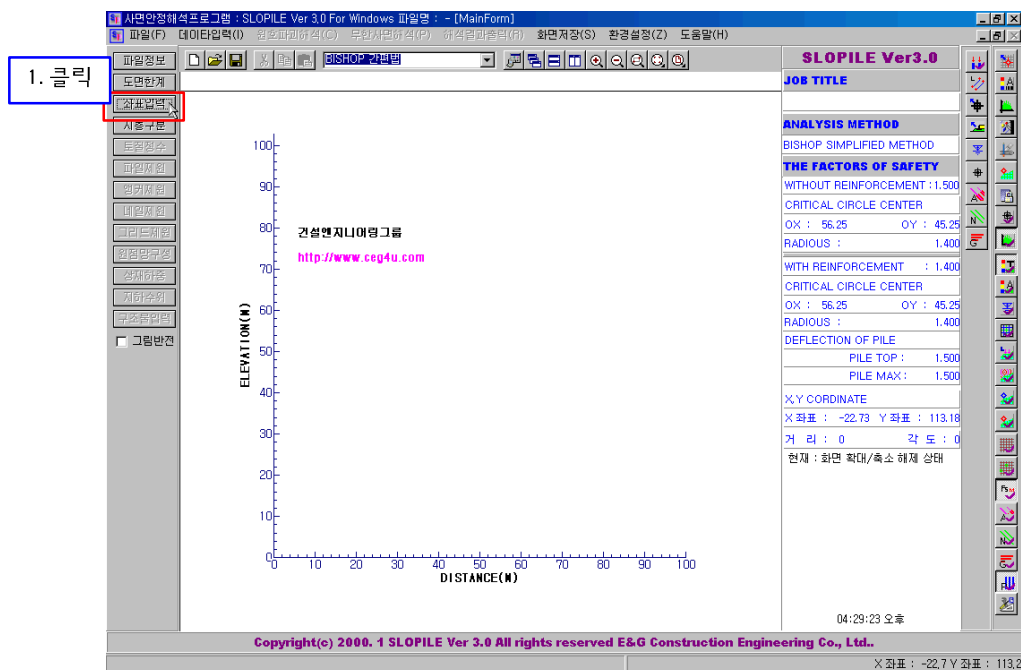 사면안정해석프로그램 : SLOPILE Ver 3.0 For Windows 파일명 : - [MainForm]
파일(F) 데이타입력(I) 원호파괴해석(C) 무한사면해석(P) 해석결과출력(R) 화면저장(S) 환경설정(Z) 도움말(H)
1. 클릭
파일정보
도면한계
좌표입력
지층구분
토질정수
파일제원
앵커제원
네일제원
그리드제원
원점망구성
상재하중
지하수위
구조물입력
그림반전
BISHOP 간편법
100
90
80
70
60
50
40
30
20
10
0
ELEVATION(M)
건설엔지니어링그룹
http://www.ceg4u.com
0 10 20 30 40 50 60 70 80 90 100
DISTANCE(M)
SLOPILE Ver3.0
JOB TITLE
ANALYSIS METHOD
BISHOP SIMPLIFIED METHOD
THE FACTORS OF SAFETY
WITHOUT REINFORCEMENT : 1.500
CRITICAL CIRCLE CENTER
OX : 56.25 OY : 45.25
RADIOUS : 1.400
WITH REINFORCEMENT : 1.400
CRITICAL CIRCLE CENTER
OX : 56.25 OY : 45.25
RADIOUS : 1.400
DEFLECTION OF PILE
PILE TOP : 1.500
PILE MAX : 1.500
X,Y CORDINATE
X 좌표 : -22.73 Y 좌표 : 113.18
거 리 : 0 각 도 : 0
현재 : 화면 확대/축소 해제 상태
04:29:23 오후
Copyright(c) 2000. 1 SLOPILE Ver 3.0 All rights reserved E&G Construction Engineering Co., Ltd..
X 좌표 : -22.7 Y 좌표 : 113.